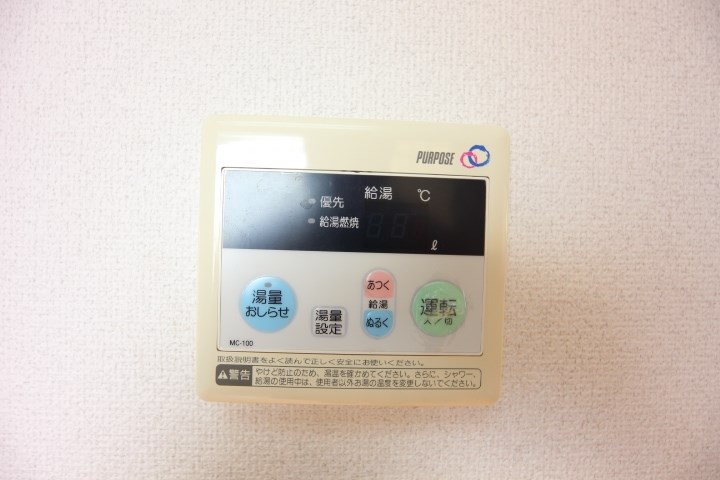 PURPOSE
給湯 ℃
優先
給湯燃焼 88
ℓ
湯量
おしらせ
湯量
設定
あつく
給湯
ぬるく
運転
入/切
MC-100
取扱説明書をよく読んで正しく安全にお使いください。
警告 やけど防止のため、湯温を確かめてください。さらに、シャワー、
給湯の使用中は、使用者以外お湯の温度を変更しないでください。